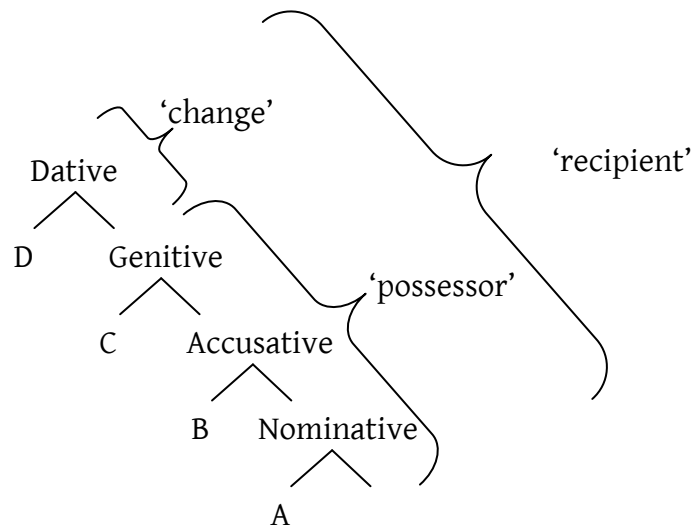 ‘change’
‘recipient’
Dative
D
Genitive
‘possessor’
C
Accusative
B
Nominative
A